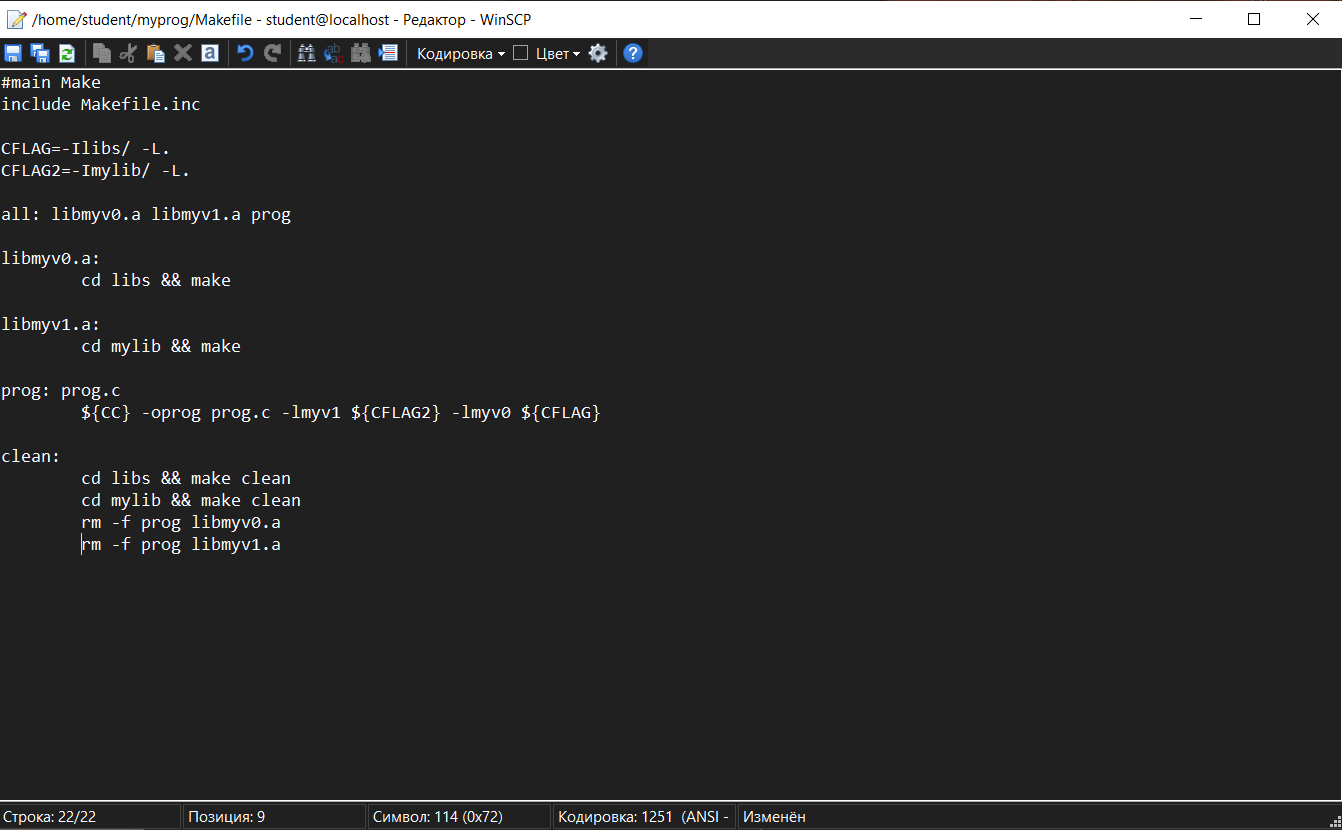 /home/student/myprog/Makefile - student@localhost - Редактор - WinSCP
Кодировка Цвет
#main Make
include Makefile.inc
CFLAG=-Ilibs/ -L.
CFLAG2=-Imylib/ -L.
all: libmyv0.a libmyv1.a prog
libmyv0.a:
cd libs && make
libmyv1.a:
cd mylib && make
prog: prog.c
${CC} -oprog prog.c -lmyv1 ${CFLAG2} -lmyv0 ${CFLAG}
clean:
cd libs && make clean
cd mylib && make clean
rm -f prog libmyv0.a
rm -f prog libmyv1.a
Строка: 22/22 Позиция: 9 Символ: 114 (0x72) Кодировка: 1251 (ANSI - Изменён